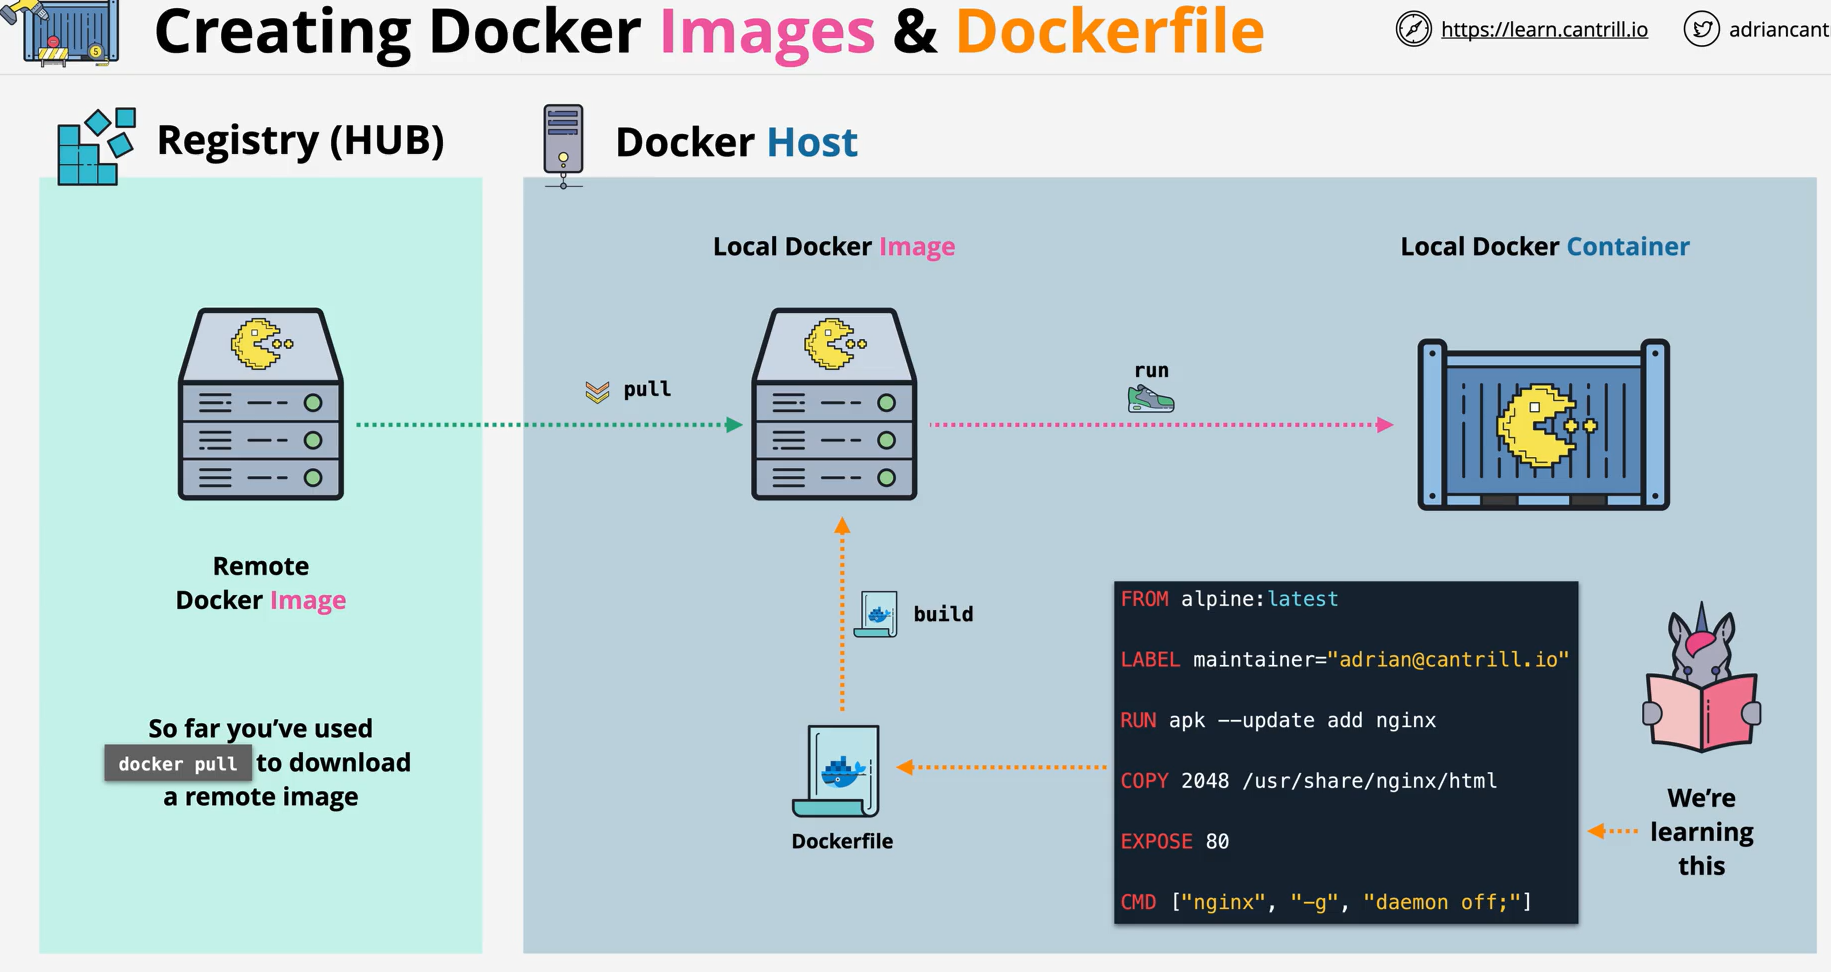 Creating Docker Images & Dockerfile
https://learn.cantrill.io
adriancant
Registry (HUB)
Docker Host
Local Docker Image
Local Docker Container
pull
run
Remote
Docker Image
build
So far you've used
docker pull to download
a remote image
Dockerfile
FROM alpine:latest
LABEL maintainer="adrian@cantrill.io"
RUN apk --update add nginx
COPY 2048 /usr/share/nginx/html
EXPOSE 80
CMD ["nginx", "-g", "daemon off;"]
We're
learning
this